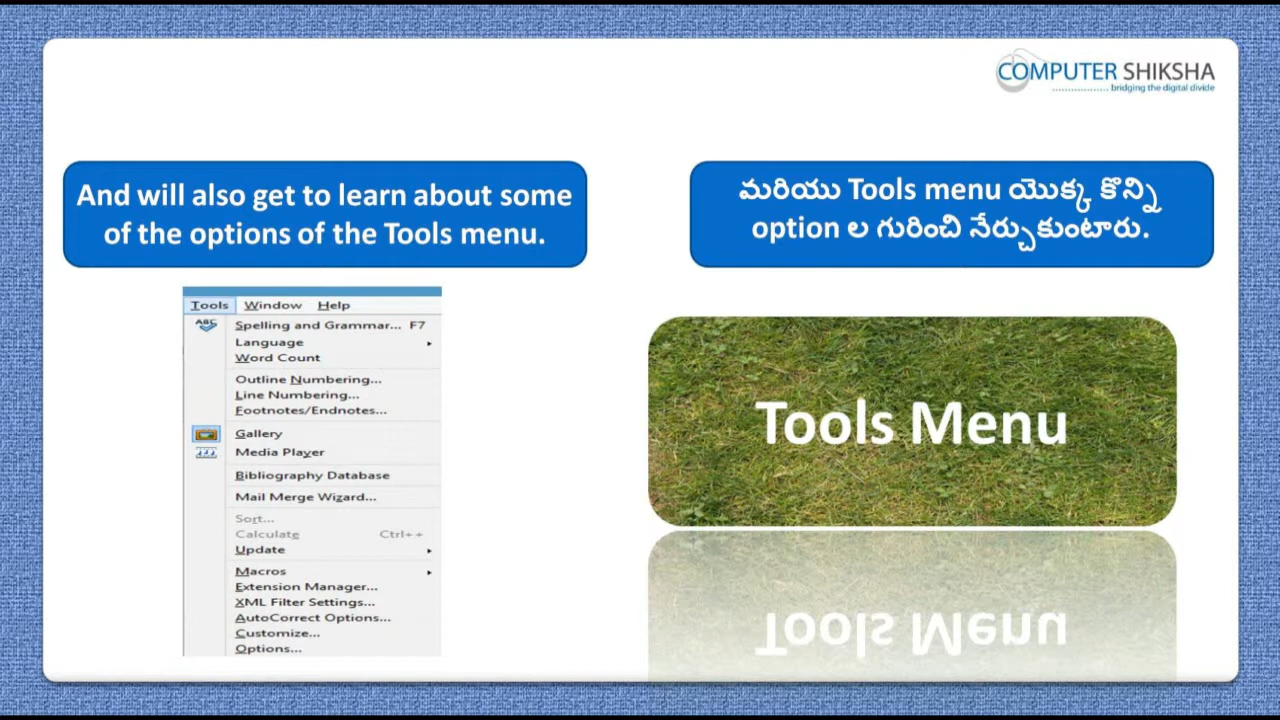 COMPUTER SHIKSHA
bridging the digital divide
And will also get to learn about some
of the options of the Tools menu.
మరియు Tools menu యొక్క కొన్ని
option ల గురించి నేర్చుకుంటారు.
Tools Window Help
ABC
Spelling and Grammar... F7
Language
Word Count
Outline Numbering...
Line Numbering...
Footnotes/Endnotes...
Gallery
Media Player
Bibliography Database
Mail Merge Wizard...
Sort...
Calculate Ctrl++
Update
Macros
Extension Manager...
XML Filter Settings...
AutoCorrect Options...
Customize...
Options...
Tools Menu
Tools Menu